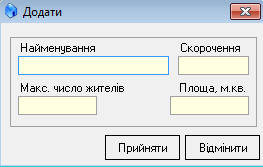 Додати
Найменування Скорочення
Макс. число жителів Площа, м.кв.
Прийняти Відмінити